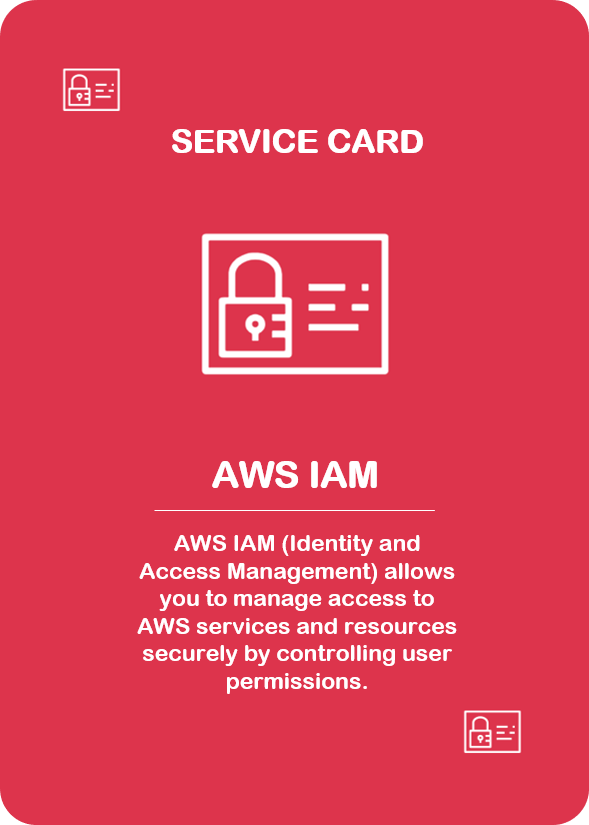 SERVICE CARD
AWS IAM
AWS IAM (Identity and
Access Management) allows
you to manage access to
AWS services and resources
securely by controlling user
permissions.